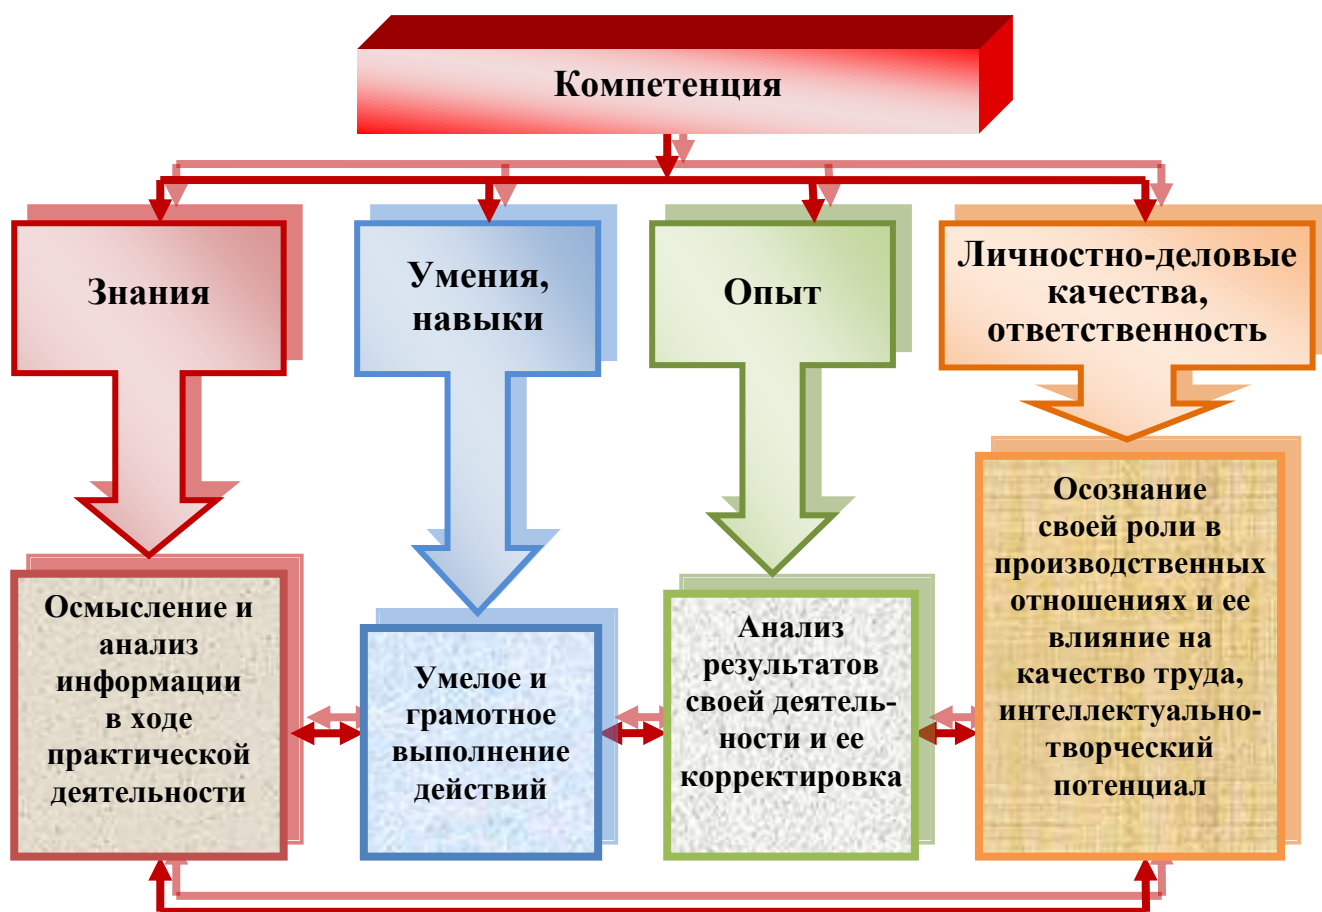 Компетенция
Знания
Умения,
навыки
Опыт
Личностно-деловые
качества,
ответственность
Осмысление и
анализ
информации
в ходе
практической
деятельности
Умелое и
грамотное
выполнение
действий
Анализ
результатов
своей деятель-
ности и ее
корректировка
Осознание
своей роли в
производственных
отношениях и ее
влияние на
качество труда,
интеллектуально-
творческий
потенциал